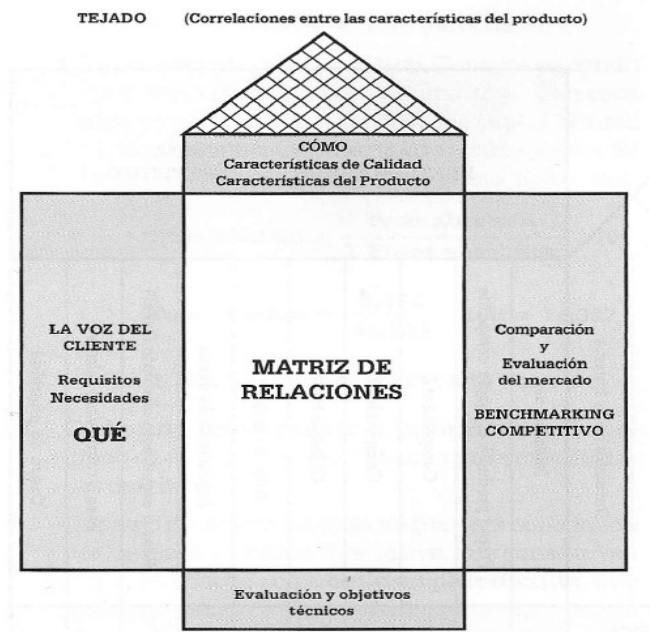 TEJADO (Correlaciones entre las características del producto)
CÓMO
Características de Calidad
Características del Producto
LA VOZ DEL
CLIENTE
Requisitos
Necesidades
QUÉ
MATRIZ DE
RELACIONES
Comparación
y
Evaluación
del mercado
BENCHMARKING
COMPETITIVO
Evaluación y objetivos
técnicos